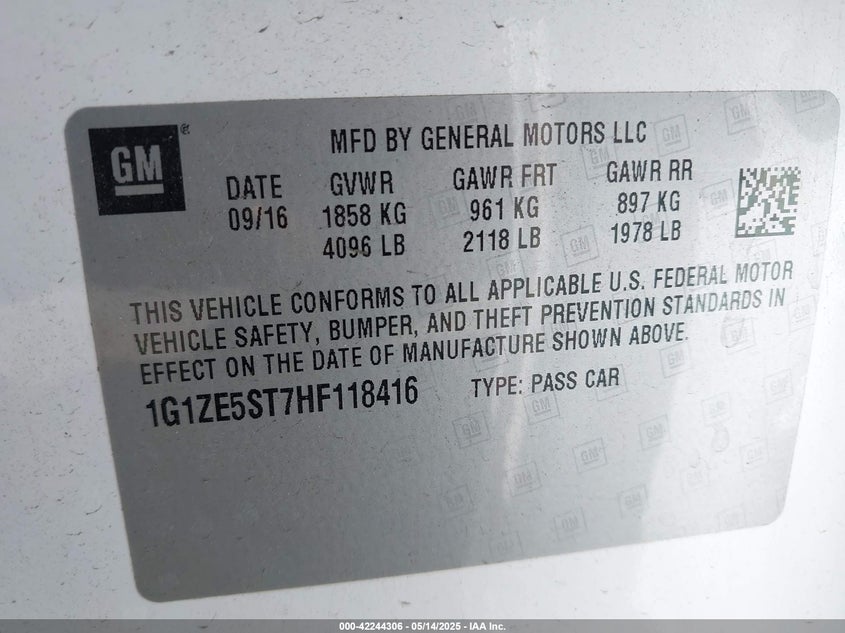 GM®
MFD BY GENERAL MOTORS LLC
DATE GVWR GAWR FRT GAWR RR
09/16 1858 KG 961 KG 897 KG
4096 LB 2118 LB 1978 LB
THIS VEHICLE CONFORMS TO ALL APPLICABLE U.S. FEDERAL MOTOR
VEHICLE SAFETY, BUMPER, AND THEFT PREVENTION STANDARDS IN
EFFECT ON THE DATE OF MANUFACTURE SHOWN ABOVE.
1G1ZE5ST7HF118416 TYPE: PASS CAR
000-42244306 - 05/14/2025 - IAA Inc.